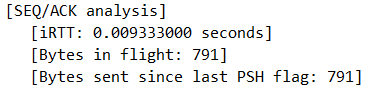 [SEQ/ACK analysis]
[iRTT: 0.009333000 seconds]
[Bytes in flight: 791]
[Bytes sent since last PSH flag: 791]